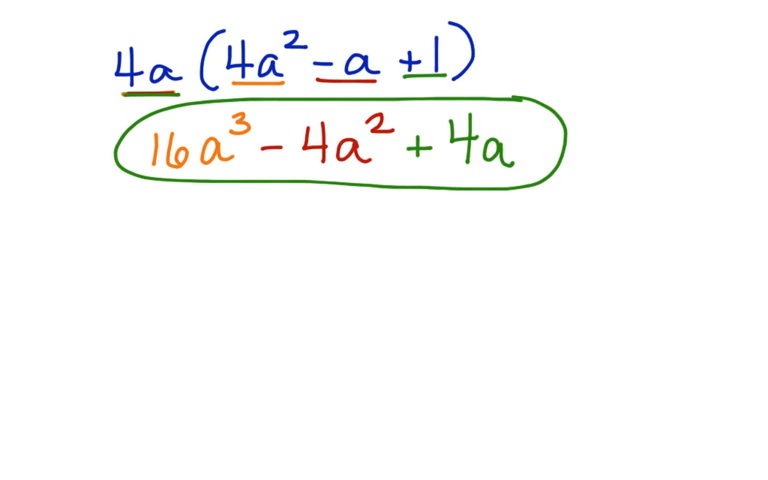 4a (4a² - a + 1)
16a³ - 4a² + 4a